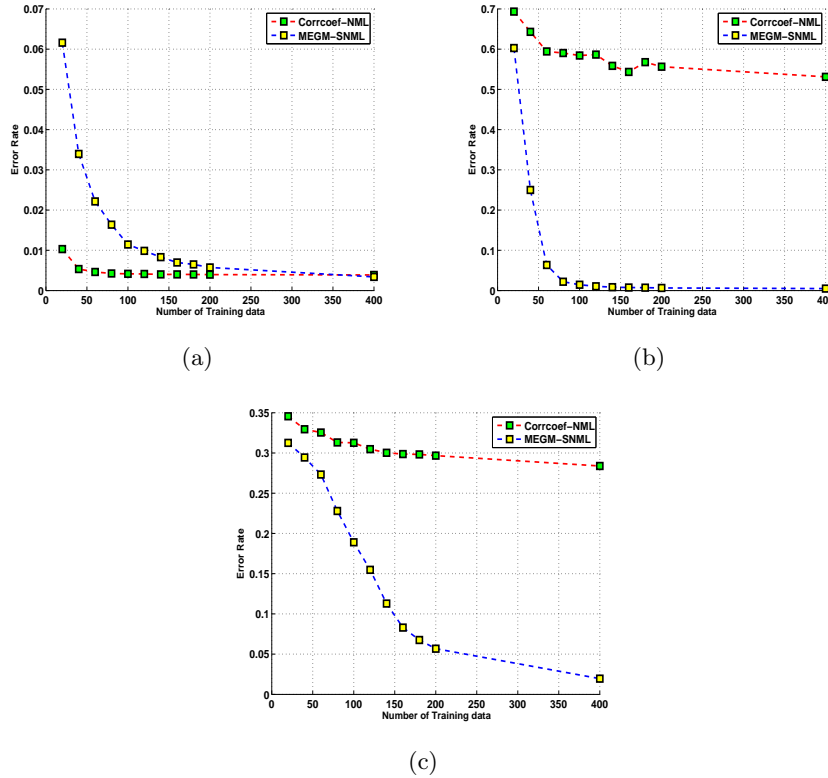 0.07
0.06
0.05
0.04
0.03
0.02
0.01
0
Error Rate
0 50 100 150 200 250 300 350 400
Number of Training data
Corrcoef-NML
MEGM-SNML
(a)
0.7
0.6
0.5
0.4
0.3
0.2
0.1
0
Error Rate
0 50 100 150 200 250 300 350 400
Number of Training data
Corrcoef-NML
MEGM-SNML
(b)
0.35
0.3
0.25
0.2
0.15
0.1
0.05
0
Error Rate
0 50 100 150 200 250 300 350 400
Number of Training data
Corrcoef-NML
MEGM-SNML
(c)